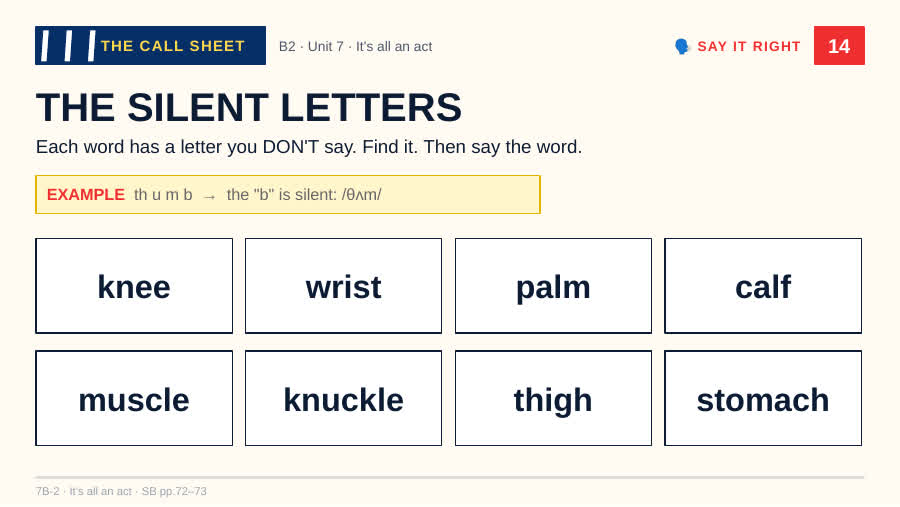 THE CALL SHEET
B2 · Unit 7 · It's all an act
SAY IT RIGHT
14
THE SILENT LETTERS
Each word has a letter you DON'T say. Find it. Then say the word.
EXAMPLE th u m b → the "b" is silent: /θʌm/
knee wrist palm calf
muscle knuckle thigh stomach
7B-2 · It's all an act · SB pp.72–73